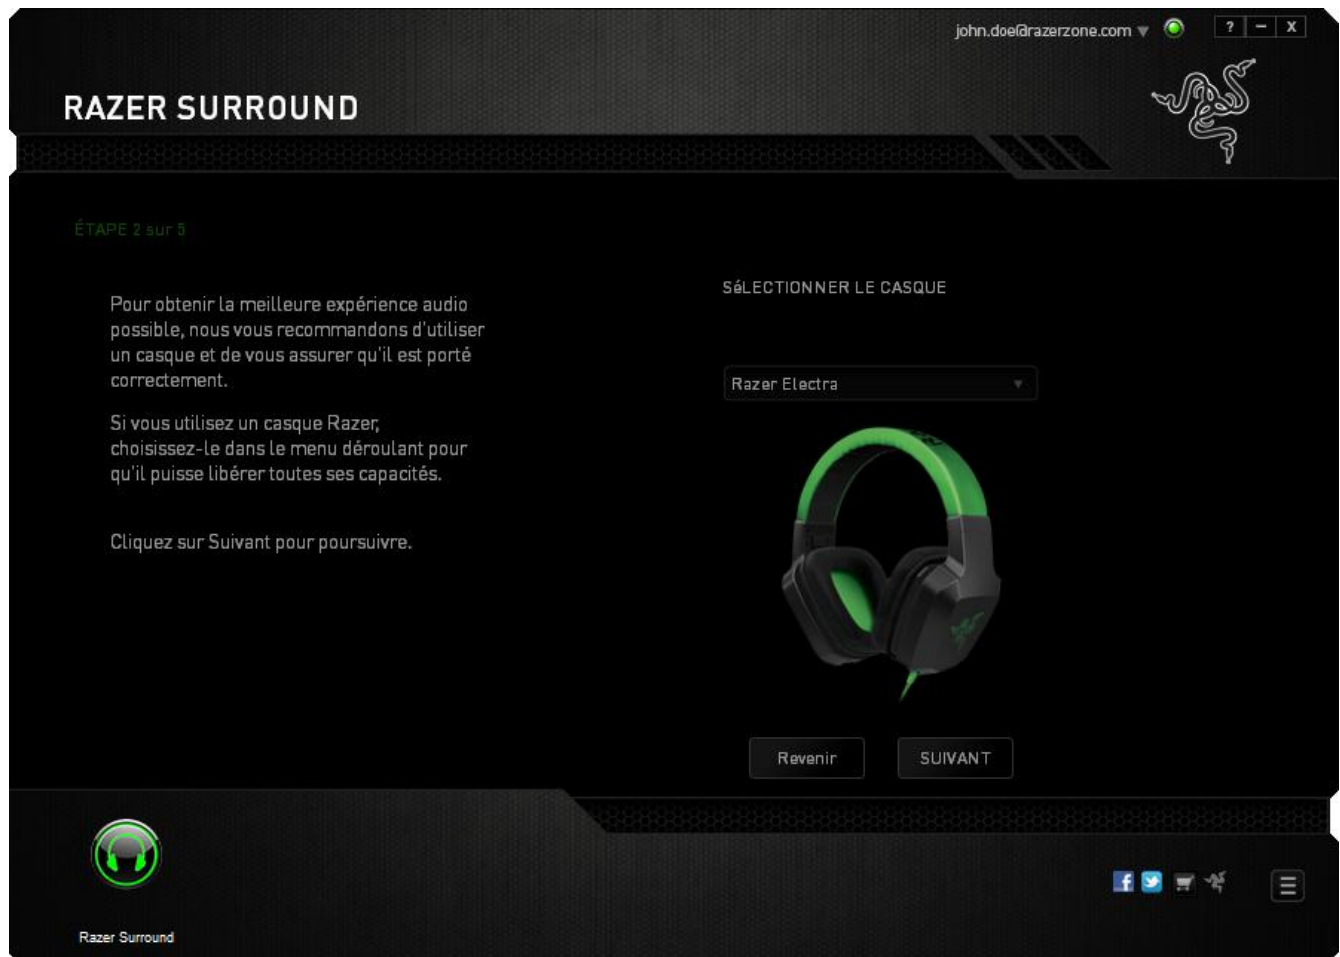 john.doe@razerzone.com
? – X
RAZER SURROUND
ÉTAPE 2 sur 5
Pour obtenir la meilleure expérience audio
possible, nous vous recommandons d'utiliser
un casque et de vous assurer qu'il est porté
correctement.
Si vous utilisez un casque Razer,
choisissez-le dans le menu déroulant pour
qu'il puisse libérer toutes ses capacités.
Cliquez sur Suivant pour poursuivre.
SéLECTIONNER LE CASQUE
Razer Electra
Revenir
SUIVANT
Razer Surround